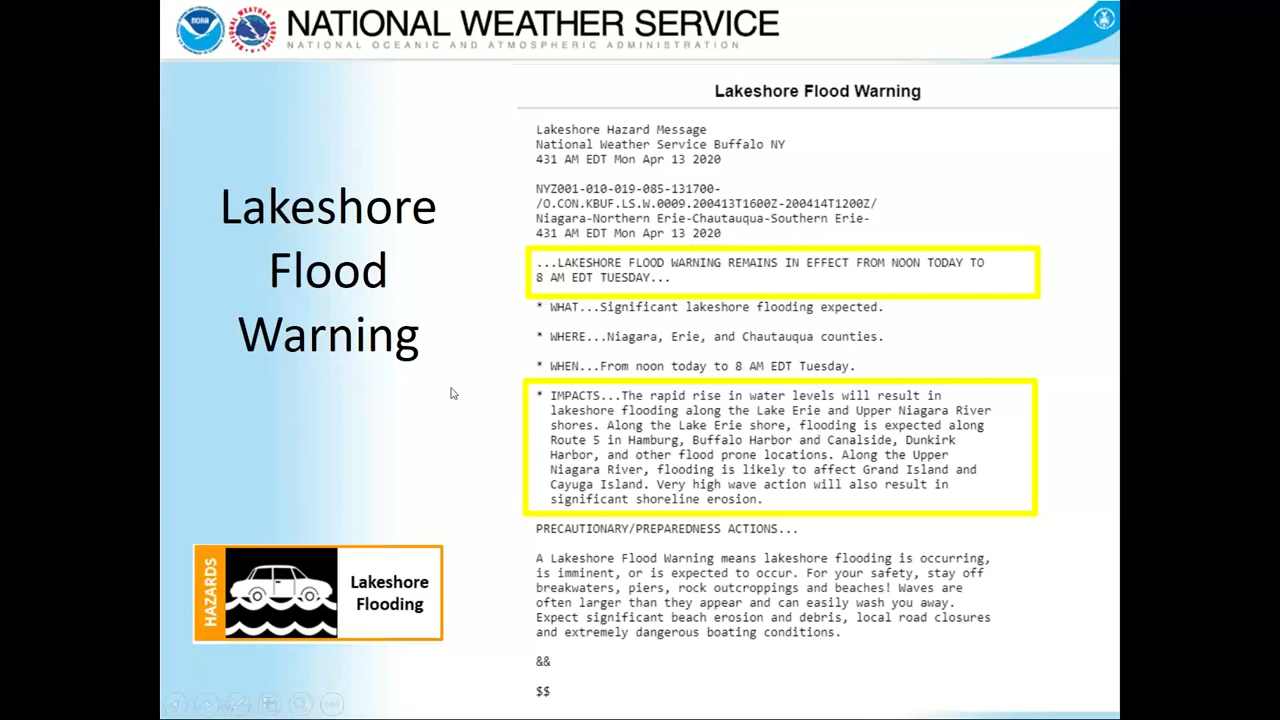 NOAA
NATIONAL WEATHER SERVICE
NATIONAL OCEANIC AND ATMOSPHERIC ADMINISTRATION
Lakeshore
Flood
Warning
Lakeshore Flood Warning
Lakeshore Hazard Message
National Weather Service Buffalo NY
431 AM EDT Mon Apr 13 2020
NYZ001-010-019-085-131700-
/O.CON.KBUF.LS.W.0009.200413T1600Z-200414T1200Z/
Niagara-Northern Erie-Chautauqua-Southern Erie-
431 AM EDT Mon Apr 13 2020
...LAKESHORE FLOOD WARNING REMAINS IN EFFECT FROM NOON TODAY TO
8 AM EDT TUESDAY...
* WHAT...Significant lakeshore flooding expected.
* WHERE...Niagara, Erie, and Chautauqua counties.
* WHEN...From noon today to 8 AM EDT Tuesday.
* IMPACTS...The rapid rise in water levels will result in
lakeshore flooding along the Lake Erie and Upper Niagara River
shores. Along the Lake Erie shore, flooding is expected along
Route 5 in Hamburg, Buffalo Harbor and Canalside, Dunkirk
Harbor, and other flood prone locations. Along the Upper
Niagara River, flooding is likely to affect Grand Island and
Cayuga Island. Very high wave action will also result in
significant shoreline erosion.
PRECAUTIONARY/PREPAREDNESS ACTIONS...
A Lakeshore Flood Warning means lakeshore flooding is occurring,
is imminent, or is expected to occur. For your safety, stay off
breakwaters, piers, rock outcroppings and beaches! Waves are
often larger than they appear and can easily wash you away.
Expect significant beach erosion and debris, local road closures
and extremely dangerous boating conditions.
&&
$$
HAZARDS
Lakeshore
Flooding